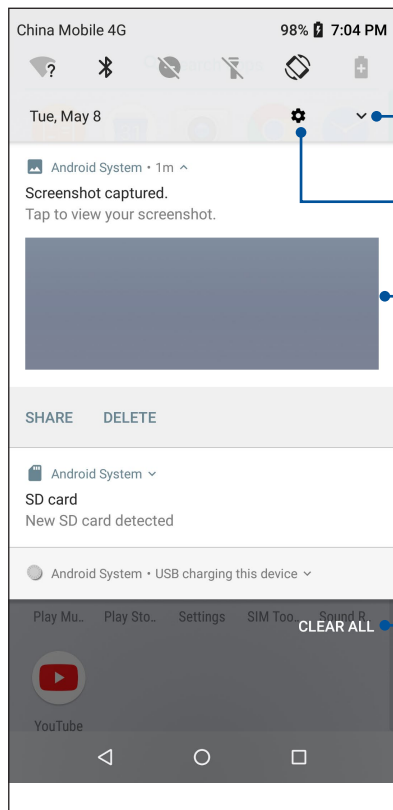 China Mobile 4G 98% 7:04 PM
?
Tue, May 8
Android System • 1m
Screenshot captured.
Tap to view your screenshot.
SHARE DELETE
Android System
SD card
New SD card detected
Android System • USB charging this device
Play Mu.. Play Sto.. Settings SIM Too.. Sound R..
CLEAR ALL
YouTube